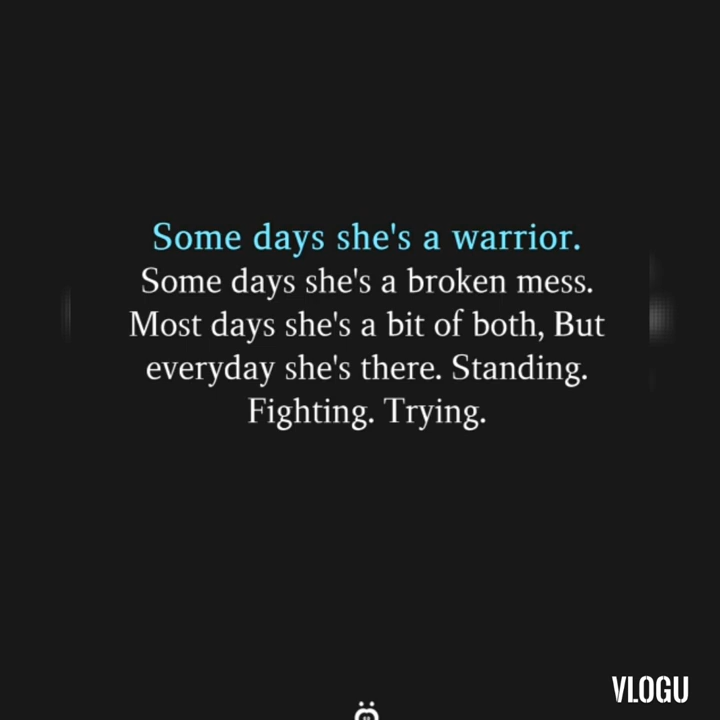 Some days she's a warrior.
Some days she's a broken mess.
Most days she's a bit of both, But
everyday she's there. Standing.
Fighting. Trying.
VLOGU